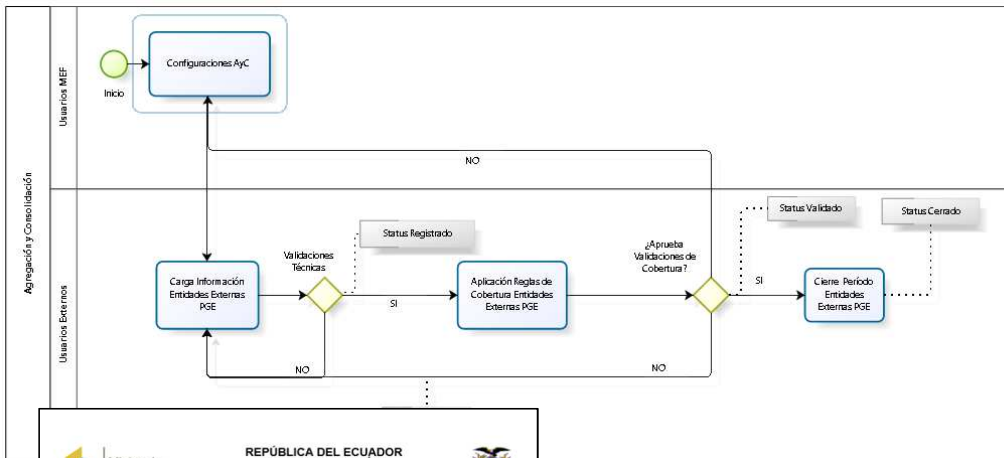 Agregación y Consolidación
Usuarios MEF
Inicio
Configuraciones AyC
NO
Usuarios Externos
Carga Información
Entidades Externas
PGE
Validaciones
Técnicas
Status Registrado
SI
NO
Aplicación Reglas de
Cobertura Entidades
Externas PGE
¿Aprueba
Validaciones de
Cobertura?
NO
Status Validado
SI
Status Cerrado
Cierre Período
Entidades
Externas PGE
REPÚBLICA DEL ECUADOR